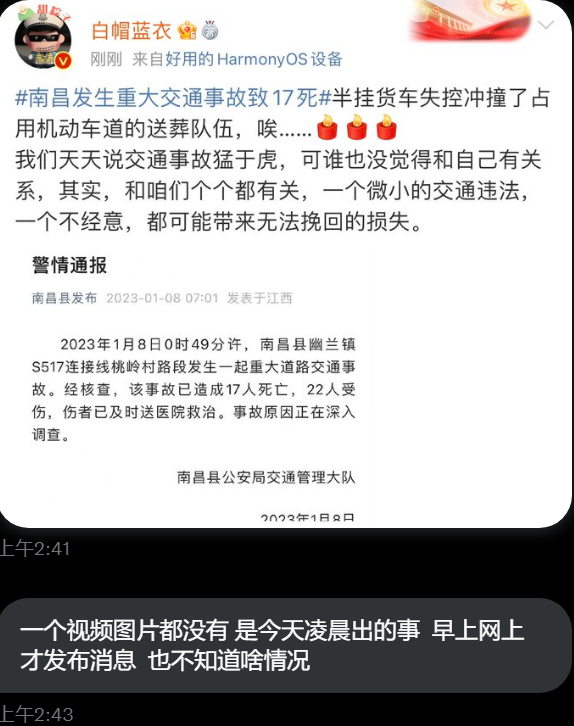 白帽蓝衣
刚刚 来自好用的HarmonyOS设备
#南昌发生重大交通事故致17死#半挂货车失控冲撞了占
用机动车道的送葬队伍，唉……
我们天天说交通事故猛于虎，可谁也没觉得和自己有关
系，其实，和咱们个个都有关，一个微小的交通违法，
一个不经意，都可能带来无法挽回的损失。
警情通报
南昌县发布 2023-01-08 07:01 发表于江西
2023年1月8日0时49分许，南昌县幽兰镇
S517连接线桃岭村路段发生一起重大道路交通事
故。经核查，该事故已造成17人死亡，22人受
伤，伤者已及时送医院救治。事故原因正在深入
调查。
南昌县公安局交通管理大队
2023年1月8日
上午2:41
一个视频图片都没有 是今天凌晨出的事 早上网上
才发布消息 也不知道啥情况
上午2:43